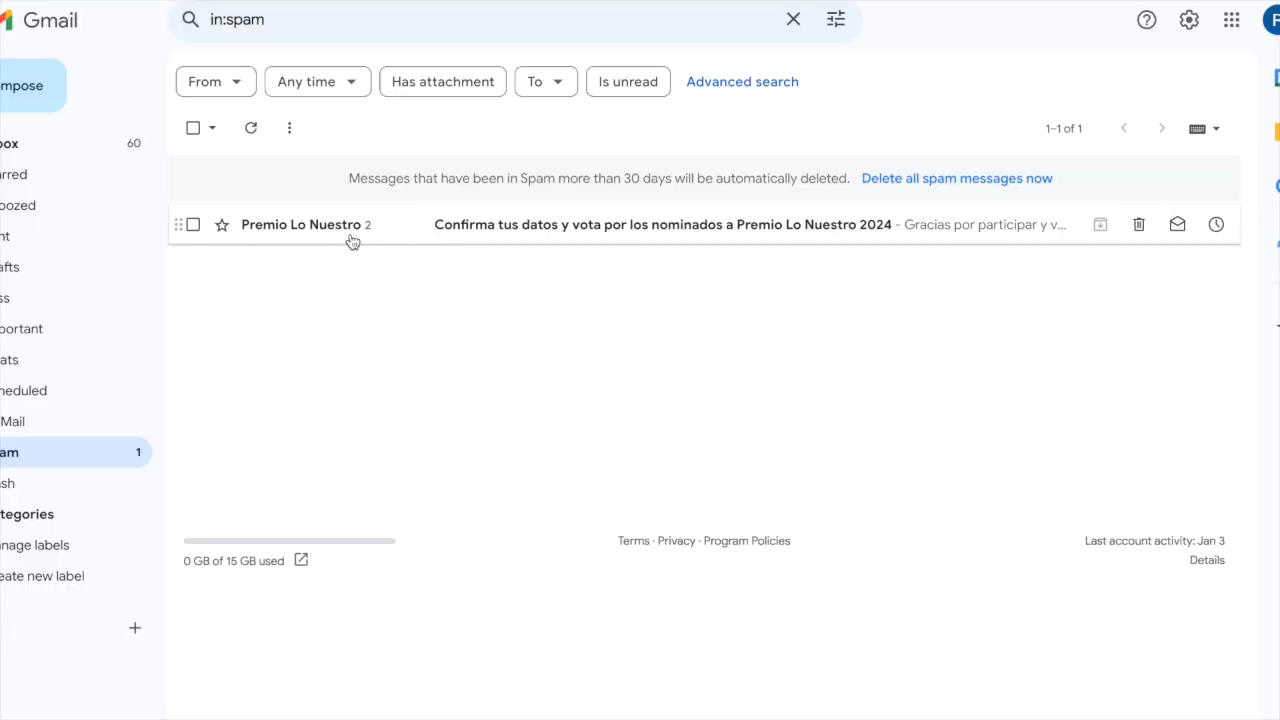 Gmail
in:spam
mpose
From
Any time
Has attachment
To
Is unread
Advanced search
1–1 of 1
Messages that have been in Spam more than 30 days will be automatically deleted. Delete all spam messages now
Premio Lo Nuestro 2 Confirma tus datos y vota por los nominados a Premio Lo Nuestro 2024 - Gracias por participar y v...
box 60
rred
oozed
nt
afts
ss
portant
ats
heduled
Mail
am 1
sh
tegories
nage labels
eate new label
0 GB of 15 GB used
Terms · Privacy · Program Policies
Last account activity: Jan 3
Details